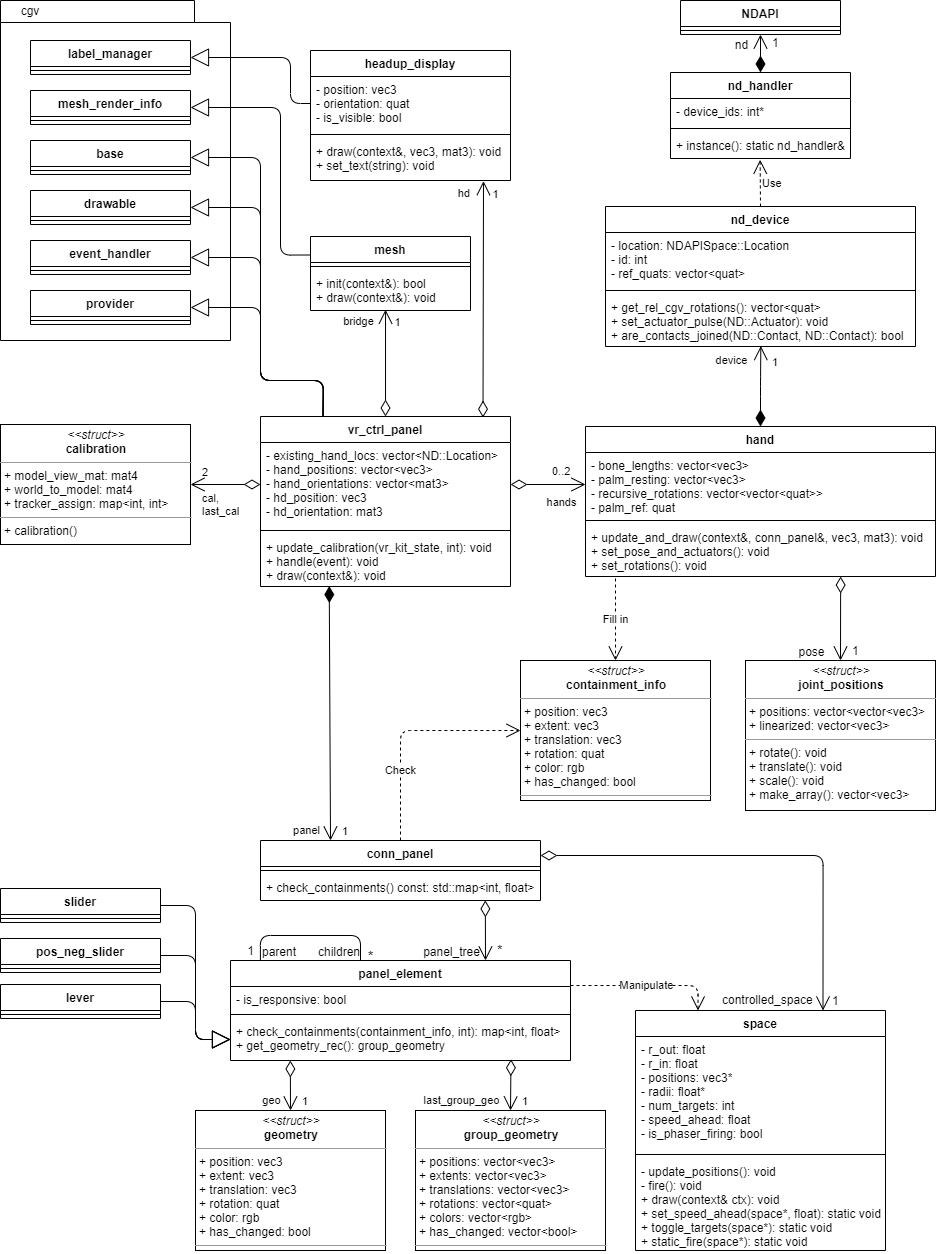 cgv
label_manager
mesh_render_info
base
drawable
event_handler
provider
headup_display
- position: vec3
- orientation: quat
- is_visible: bool
+ draw(context&, vec3, mat3): void
+ set_text(string): void
hd
1
mesh
+ init(context&): bool
+ draw(context&): void
bridge
1
NDAPI
nd
1
nd_handler
- device_ids: int*
+ instance(): static nd_handler&
Use
nd_device
- location: NDAPISpace::Location
- id: int
- ref_quats: vector<quat>
+ get_rel_cgv_rotations(): vector<quat>
+ set_actuator_pulse(ND::Actuator): void
+ are_contacts_joined(ND::Contact, ND::Contact): bool
device
1
<<struct>>
calibration
+ model_view_mat: mat4
+ world_to_model: mat4
+ tracker_assign: map<int, int>
+ calibration()
2
cal,
last_cal
vr_ctrl_panel
- existing_hand_locs: vector<ND::Location>
- hand_positions: vector<vec3>
- hand_orientations: vector<mat3>
- hd_position: vec3
- hd_orientation: mat3
+ update_calibration(vr_kit_state, int): void
+ handle(event): void
+ draw(context&): void
0..2
hands
hand
- bone_lengths: vector<vec3>
- palm_resting: vector<vec3>
- recursive_rotations: vector<vector<quat>>
- palm_ref: quat
+ update_and_draw(context&, conn_panel&, vec3, mat3): void
+ set_pose_and_actuators(): void
+ set_rotations(): void
Fill in
pose
1
<<struct>>
containment_info
+ position: vec3
+ extent: vec3
+ translation: vec3
+ rotation: quat
+ color: rgb
+ has_changed: bool
<<struct>>
joint_positions
+ positions: vector<vector<vec3>
+ linearized: vector<vec3>
+ rotate(): void
+ translate(): void
+ scale(): void
+ make_array(): vector<vec3>
Check
panel
1
conn_panel
+ check_containments() const: std::map<int, float>
slider
pos_neg_slider
lever
1
parent
children
*
panel_tree
*
panel_element
- is_responsive: bool
+ check_containments(containment_info, int): map<int, float>
+ get_geometry_rec(): group_geometry
Manipulate
controlled_space
1
space
- r_out: float
- r_in: float
- positions: vec3*
- radii: float*
- num_targets: int
- speed_ahead: float
- is_phaser_firing: bool
- update_positions(): void
- fire(): void
+ draw(context& ctx): void
+ set_speed_ahead(space*, float): static void
+ toggle_targets(space*): static void
+ static_fire(space*): static void
geo
1
<<struct>>
geometry
+ position: vec3
+ extent: vec3
+ translation: vec3
+ rotation: quat
+ color: rgb
+ has_changed: bool
last_group_geo
1
<<struct>>
group_geometry
+ positions: vector<vec3>
+ extents: vector<vec3>
+ translations: vector<vec3>
+ rotations: vector<quat>
+ colors: vector<rgb>
+ has_changed: vector<bool>